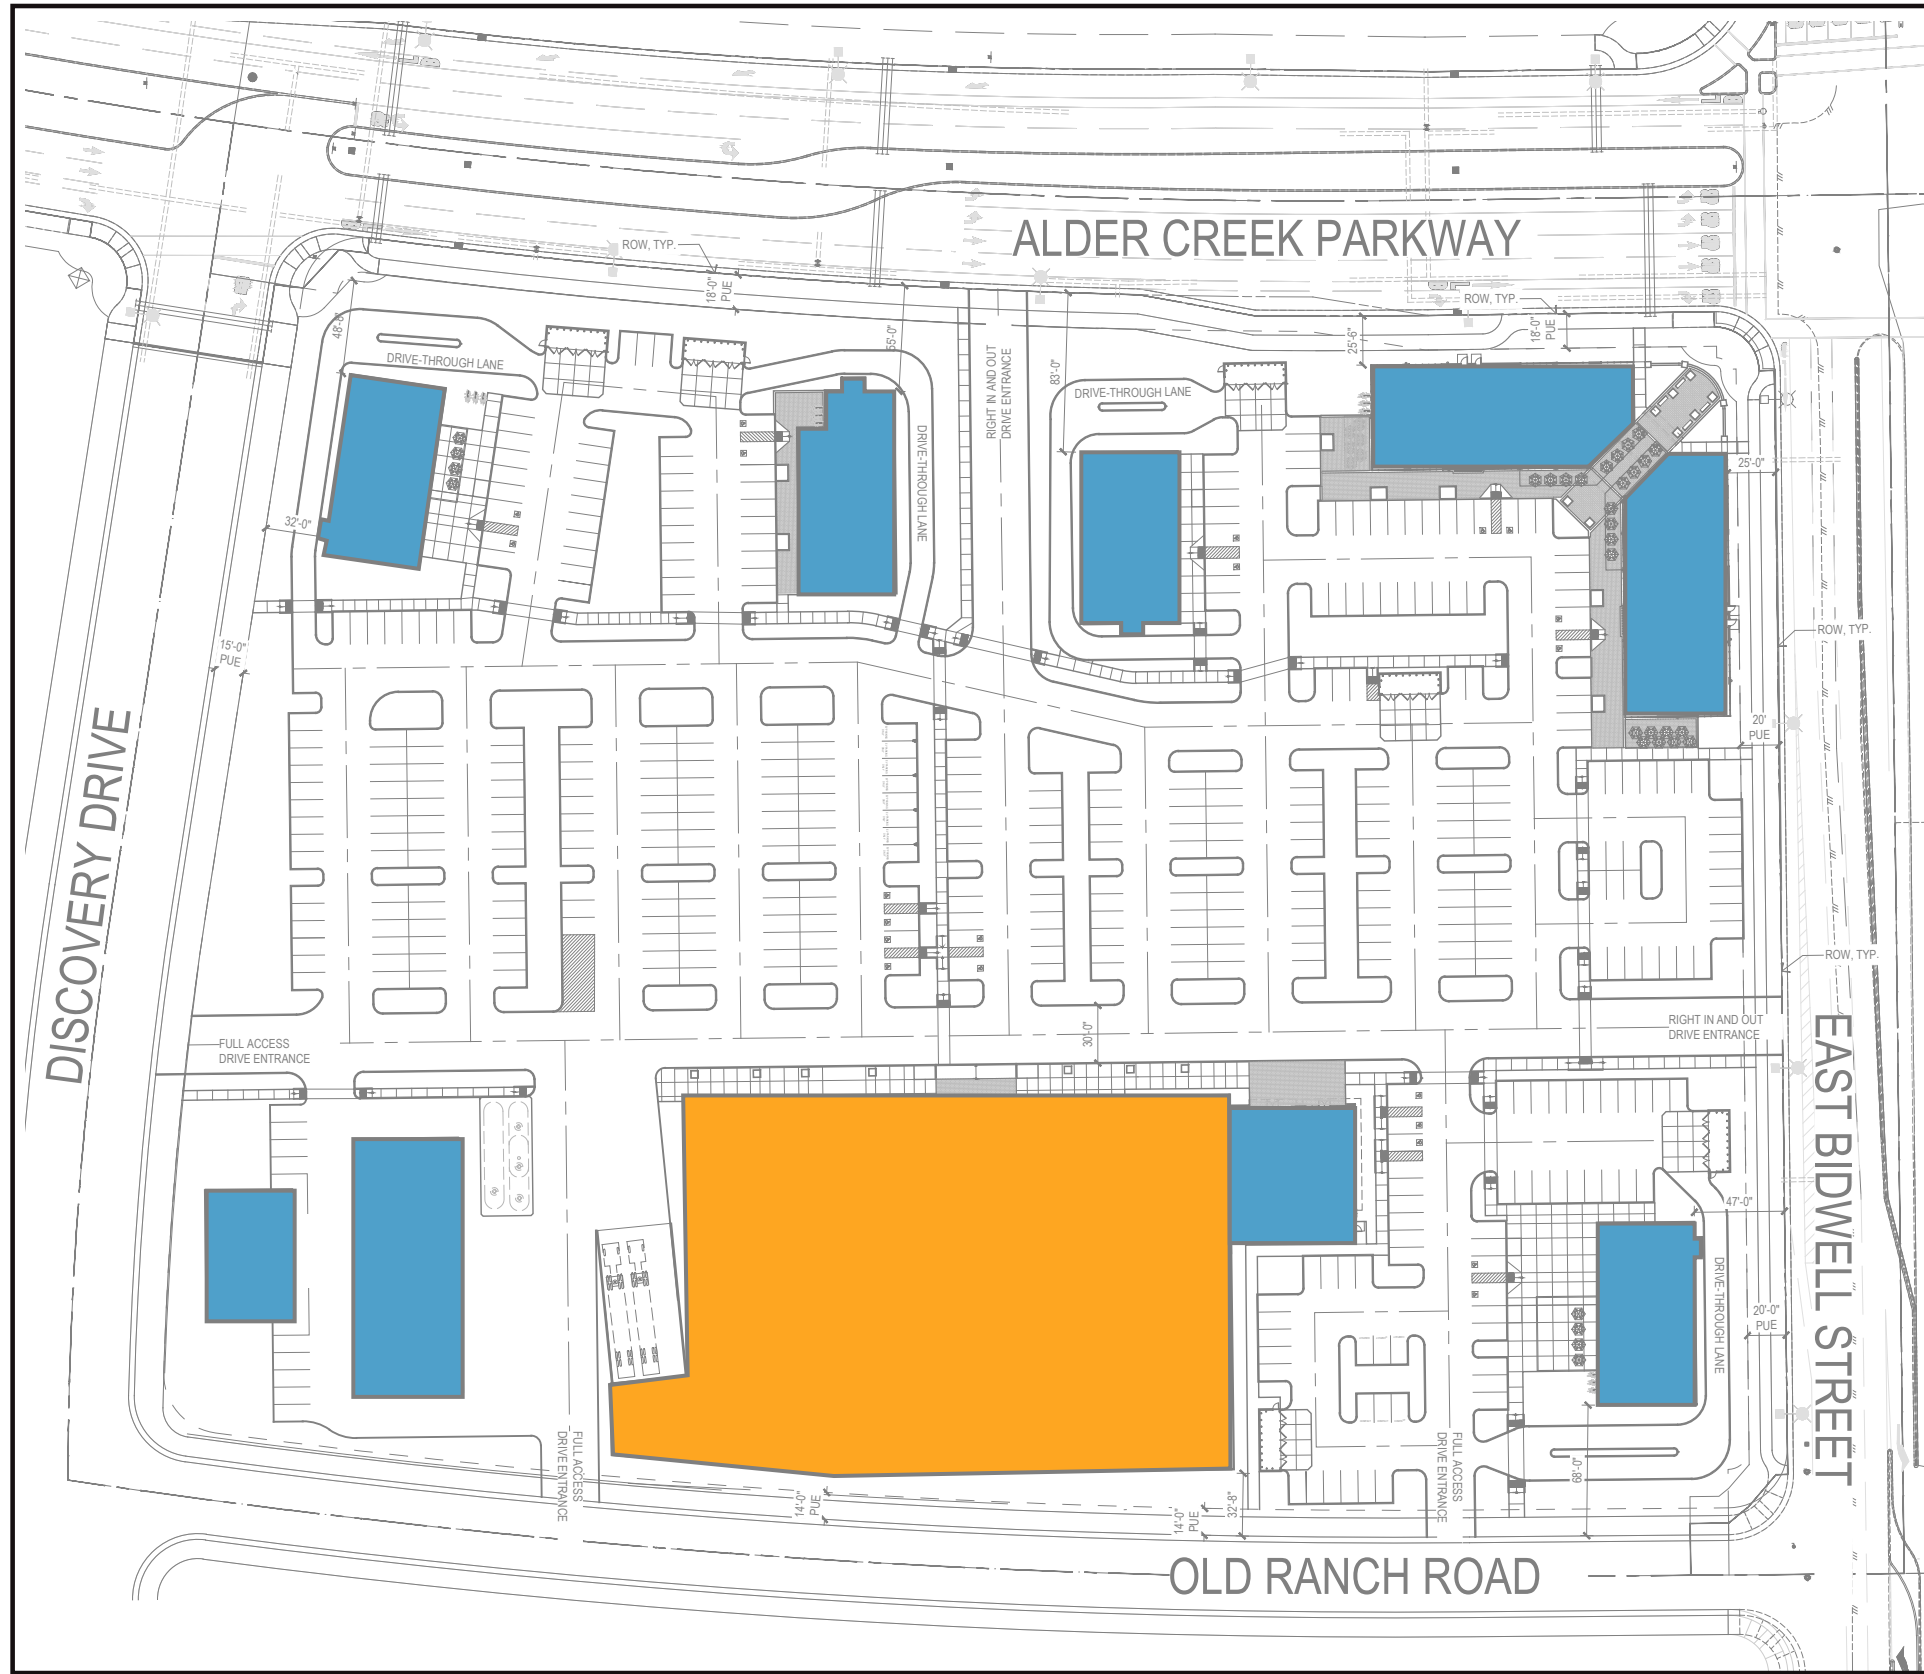 ALDER CREEK PARKWAY
ROW, TYP.
18'-0"
PUE
ROW, TYP.
18'-0"
PUE
48'-8"
55'-0"
83'-0"
25'-6"
DRIVE-THROUGH LANE
DRIVE-THROUGH LANE
RIGHT IN AND OUT
DRIVE ENTRANCE
DRIVE-THROUGH LANE
25'-0"
32'-0"
15'-0"
PUE
ROW, TYP.
20'
PUE
DISCOVERY DRIVE
ROW, TYP.
FULL ACCESS
DRIVE ENTRANCE
30'-0"
RIGHT IN AND OUT
DRIVE ENTRANCE
EAST BIDWELL STREET
47'-0"
DRIVE-THROUGH LANE
20'-0"
PUE
FULL ACCESS
DRIVE ENTRANCE
14'-0"
PUE
14'-0"
PUE
32'-8"
FULL ACCESS
DRIVE ENTRANCE
68'-0"
OLD RANCH ROAD